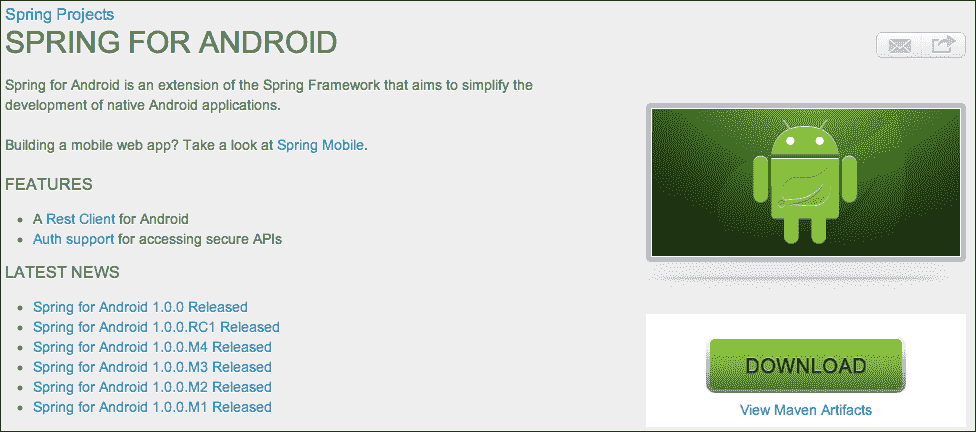 Spring Projects
SPRING FOR ANDROID
Spring for Android is an extension of the Spring Framework that aims to simplify the
development of native Android applications.
Building a mobile web app? Take a look at Spring Mobile.
FEATURES
A Rest Client for Android
Auth support for accessing secure APIs
LATEST NEWS
Spring for Android 1.0.0 Released
Spring for Android 1.0.0.RC1 Released
Spring for Android 1.0.0.M4 Released
Spring for Android 1.0.0.M3 Released
Spring for Android 1.0.0.M2 Released
Spring for Android 1.0.0.M1 Released
DOWNLOAD
View Maven Artifacts